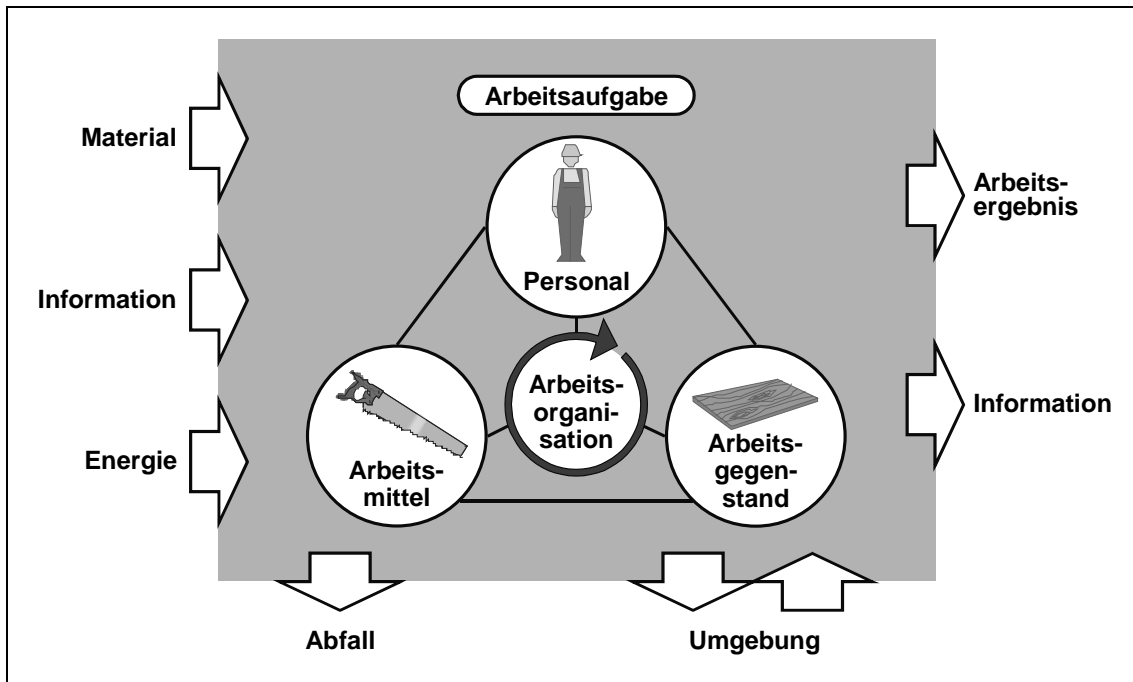 Arbeitsaufgabe
Material
Personal
Arbeits-
ergebnis
Information
Arbeits-
organi-
sation
Information
Energie
Arbeits-
mittel
Arbeits-
gegen-
stand
Abfall
Umgebung